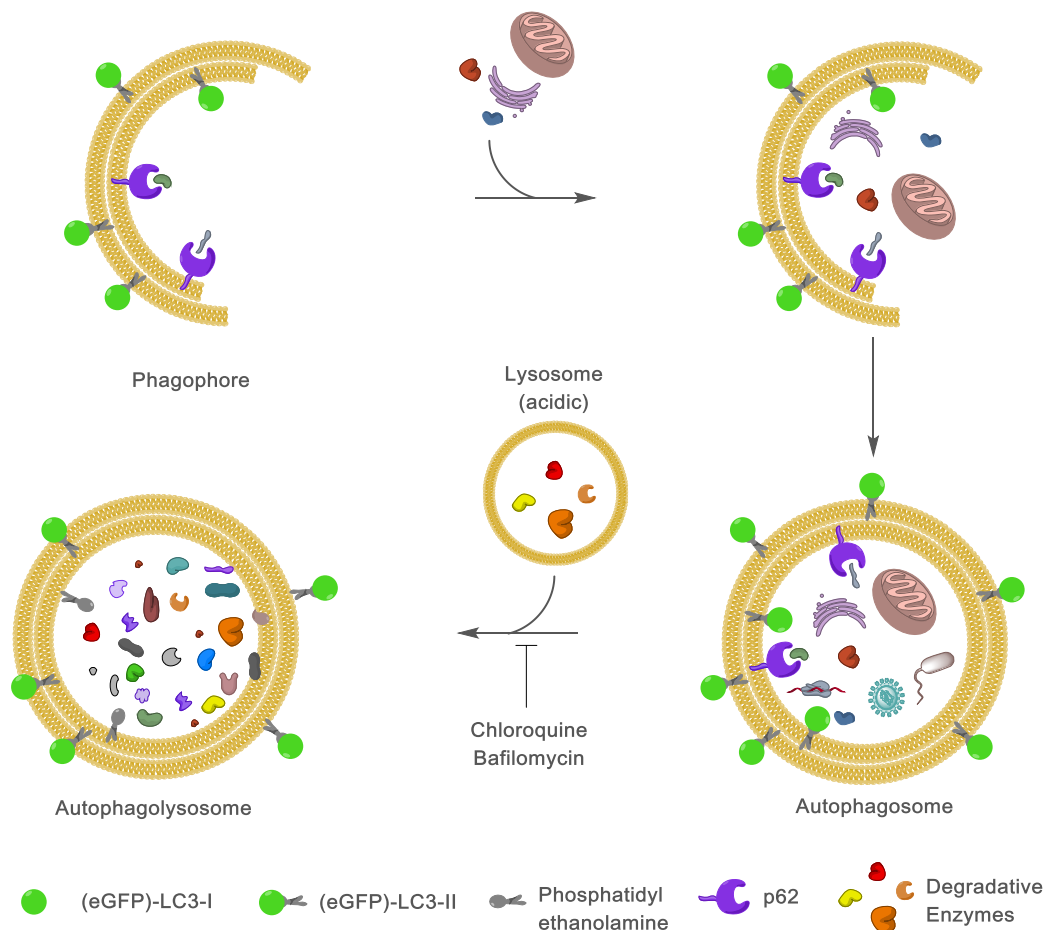 Phagophore
Lysosome
(acidic)
Chloroquine
Bafilomycin
Autophagolysosome
Autophagosome
(eGFP)-LC3-I
(eGFP)-LC3-II
Phosphatidyl
ethanolamine
p62
Degradative
Enzymes